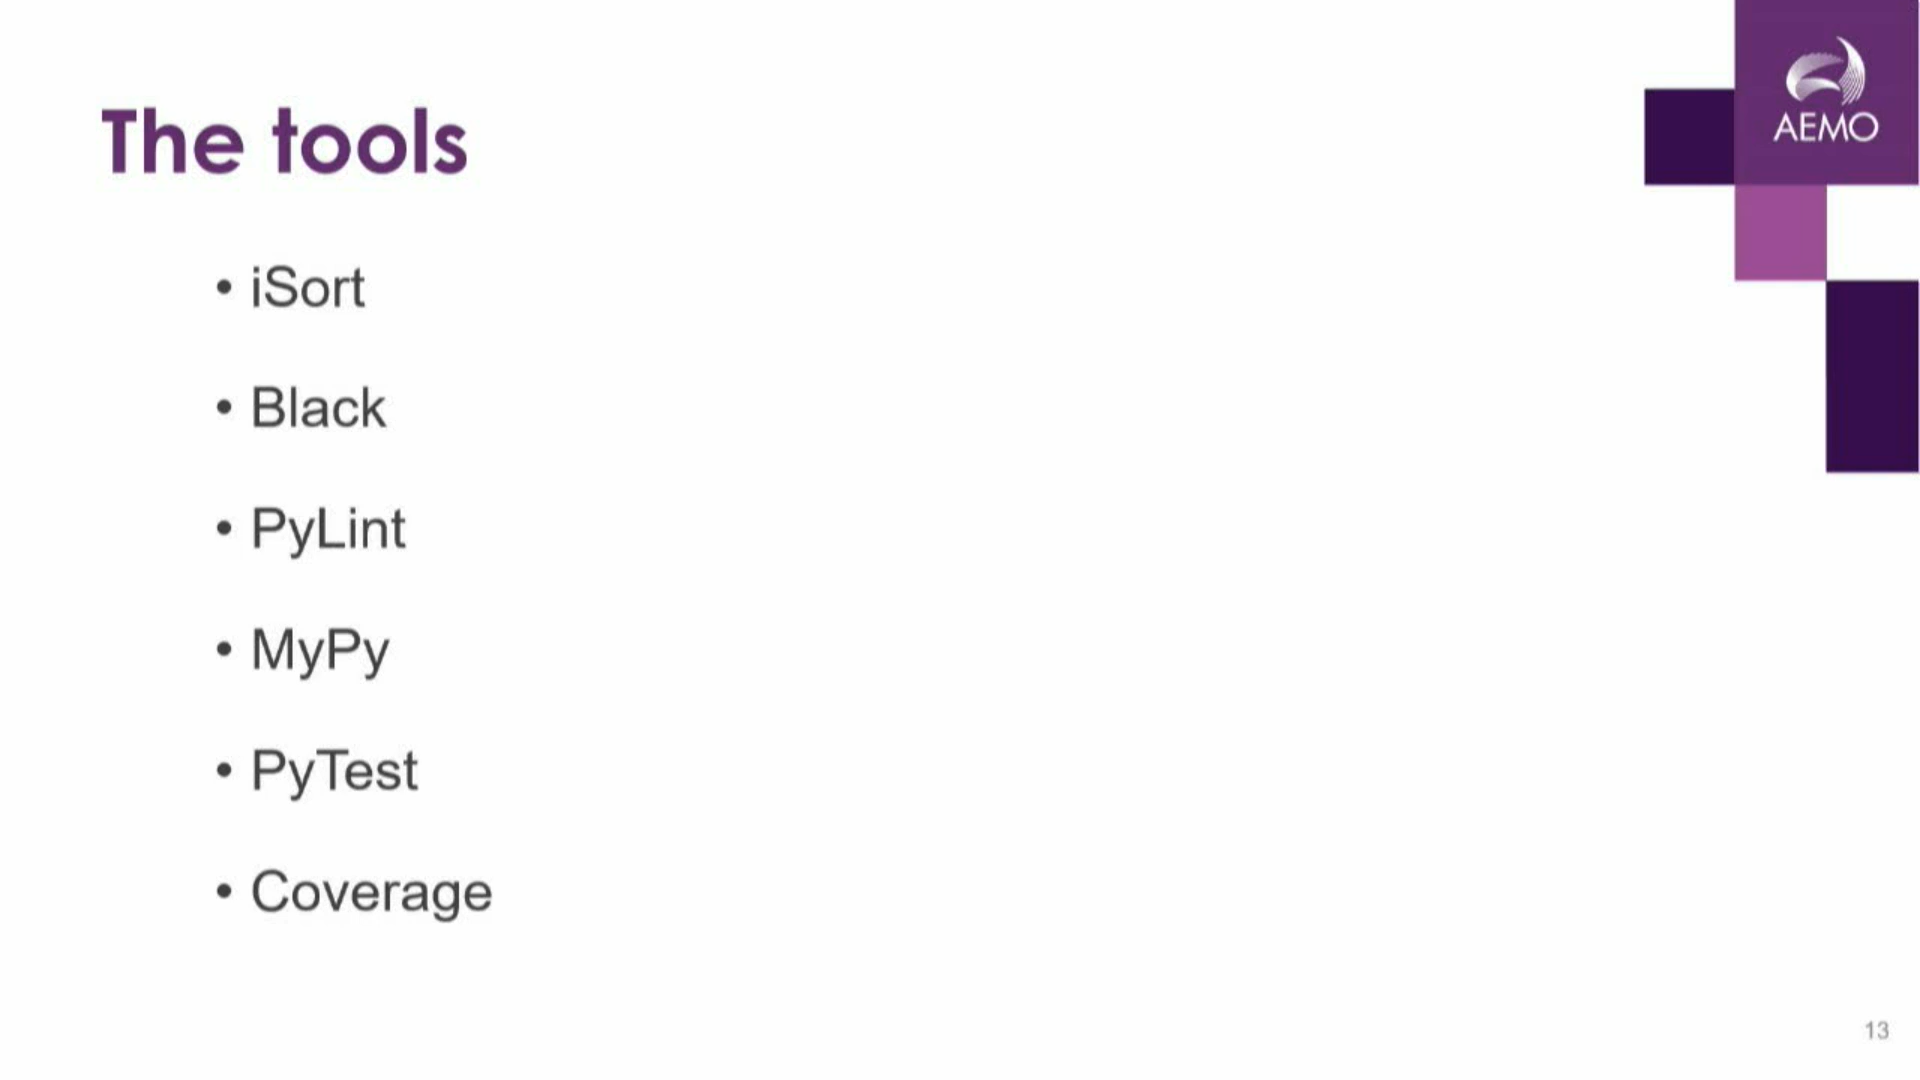 AEMO
The tools
• iSort
• Black
• PyLint
• MyPy
• PyTest
• Coverage
13